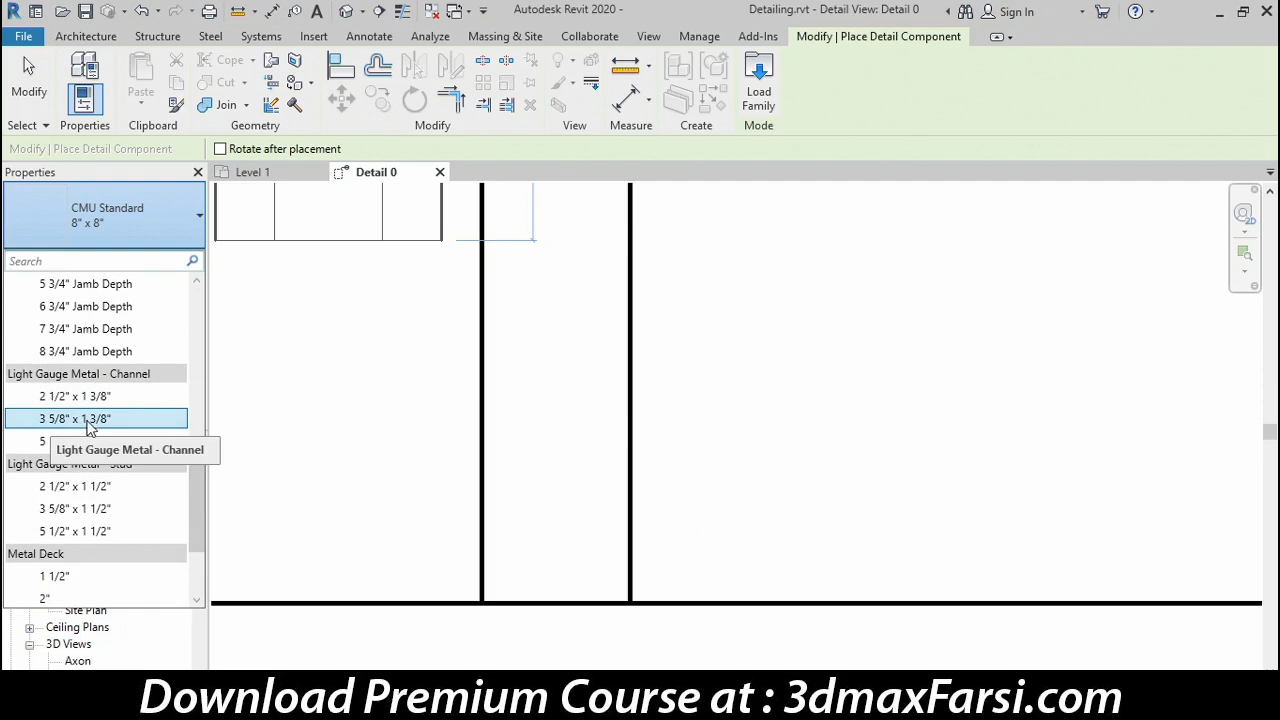 Autodesk Revit 2020 -
Detailing.rvt - Detail View: Detail 0
Sign In
File
Architecture
Structure
Steel
Systems
Insert
Annotate
Analyze
Massing & Site
Collaborate
View
Manage
Add-Ins
Modify | Place Detail Component
Modify
Paste
Cope
Cut
Join
Load
Family
Select
Properties
Clipboard
Geometry
Modify
View
Measure
Create
Mode
Modify | Place Detail Component
Rotate after placement
Properties
Level 1
Detail 0
CMU Standard
8" x 8"
Search
5 3/4" Jamb Depth
6 3/4" Jamb Depth
7 3/4" Jamb Depth
8 3/4" Jamb Depth
Light Gauge Metal - Channel
2 1/2" x 1 3/8"
3 5/8" x 1 3/8"
5
Light Gauge Metal - Channel
Light Gauge Metal - Stud
2 1/2" x 1 1/2"
3 5/8" x 1 1/2"
5 1/2" x 1 1/2"
Metal Deck
1 1/2"
2"
Site Plan
Ceiling Plans
3D Views
Axon
2D
Download Premium Course at : 3dmaxFarsi.com